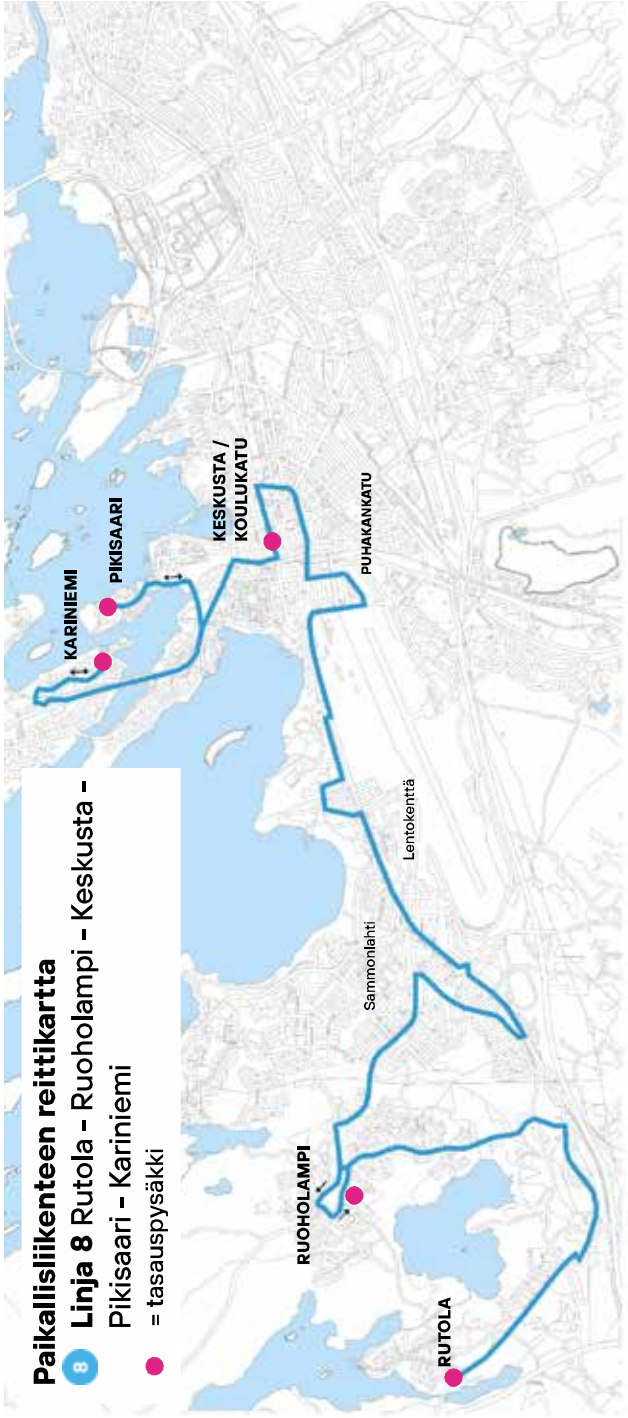 Paikallisliikenteen reittikartta
8 Linja 8 Rutola – Ruoholampi – Keskusta –
Pikisaari – Kariniemi
= tasauspysäkki
KARINIEMI
PIKISAARI
KESKUSTA /
KOULUKATU
PUHAKANKATU
Lentokenttä
Sammonlahti
RUOHOLAMPI
RUTOLA